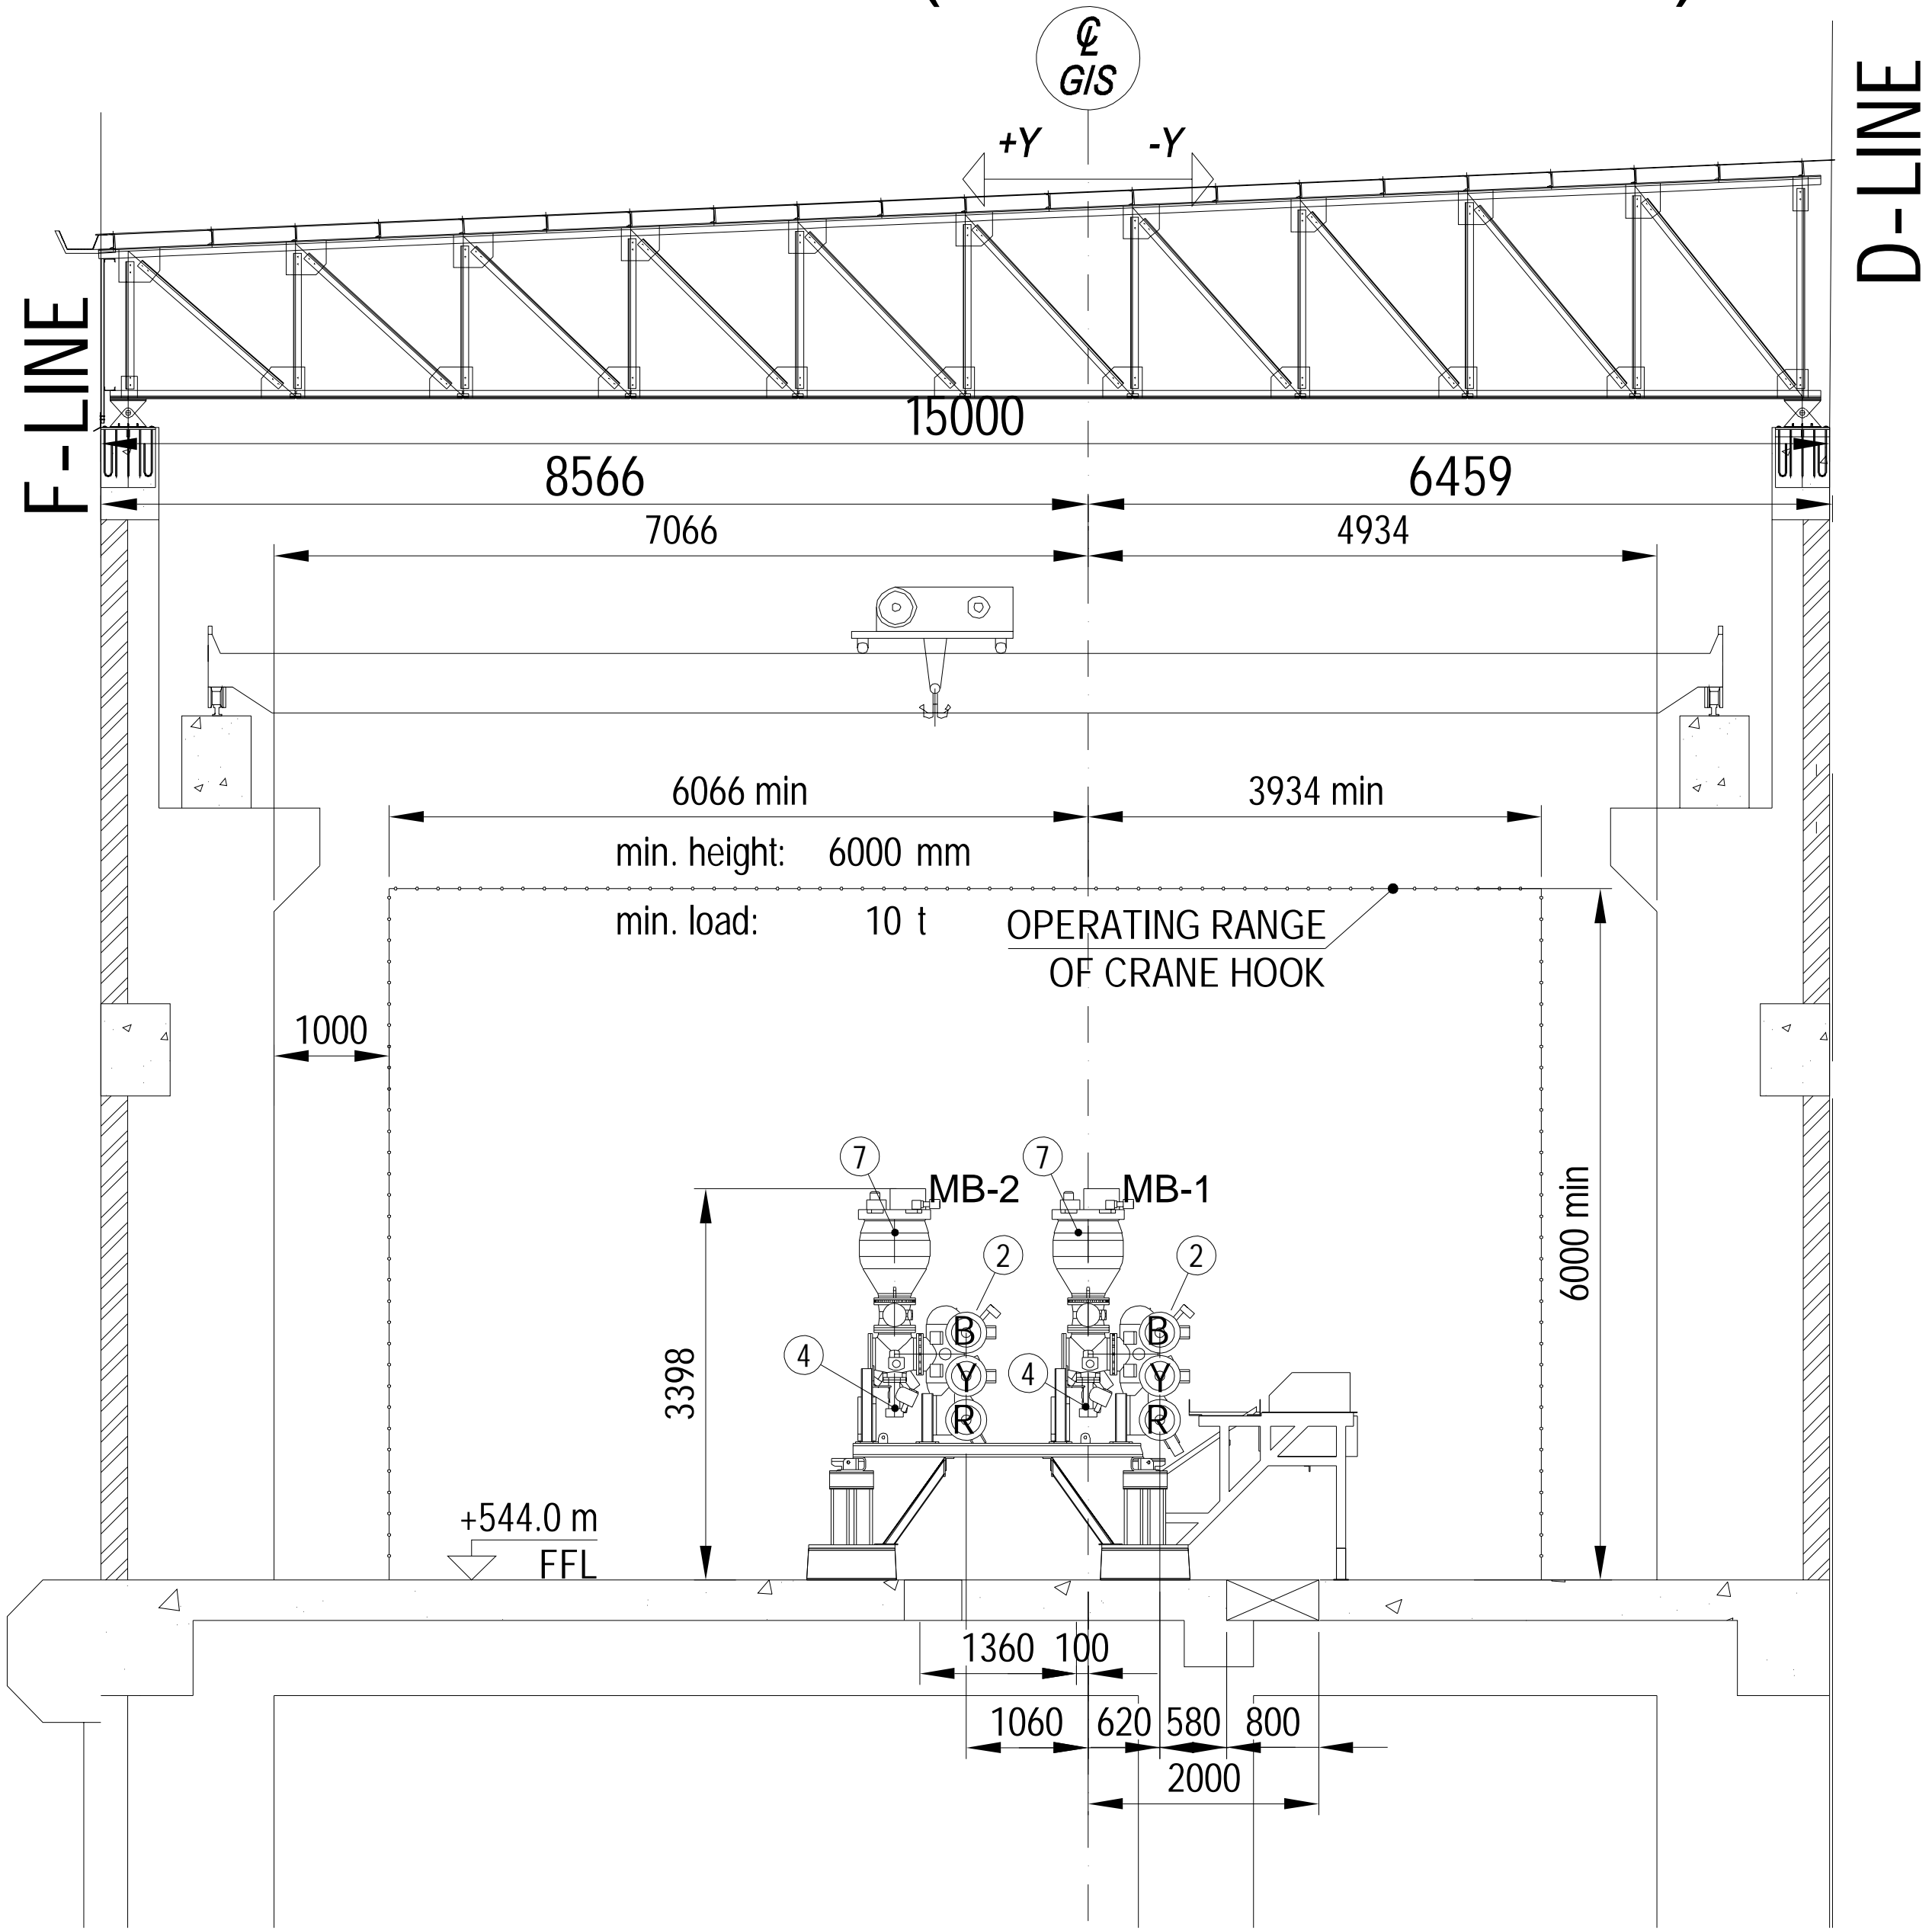 ℄
GIS
+Y -Y
F-LINE
D-LINE
15000
8566 6459
7066 4934
6066 min 3934 min
min. height: 6000 mm
min. load: 10 t
OPERATING RANGE
OF CRANE HOOK
1000
6000 min
7 MB-2 7 MB-1
2 2
B B
4 Y 4 Y
R R
3398
+544.0 m
FFL
1360 100
1060 620 580 800
2000